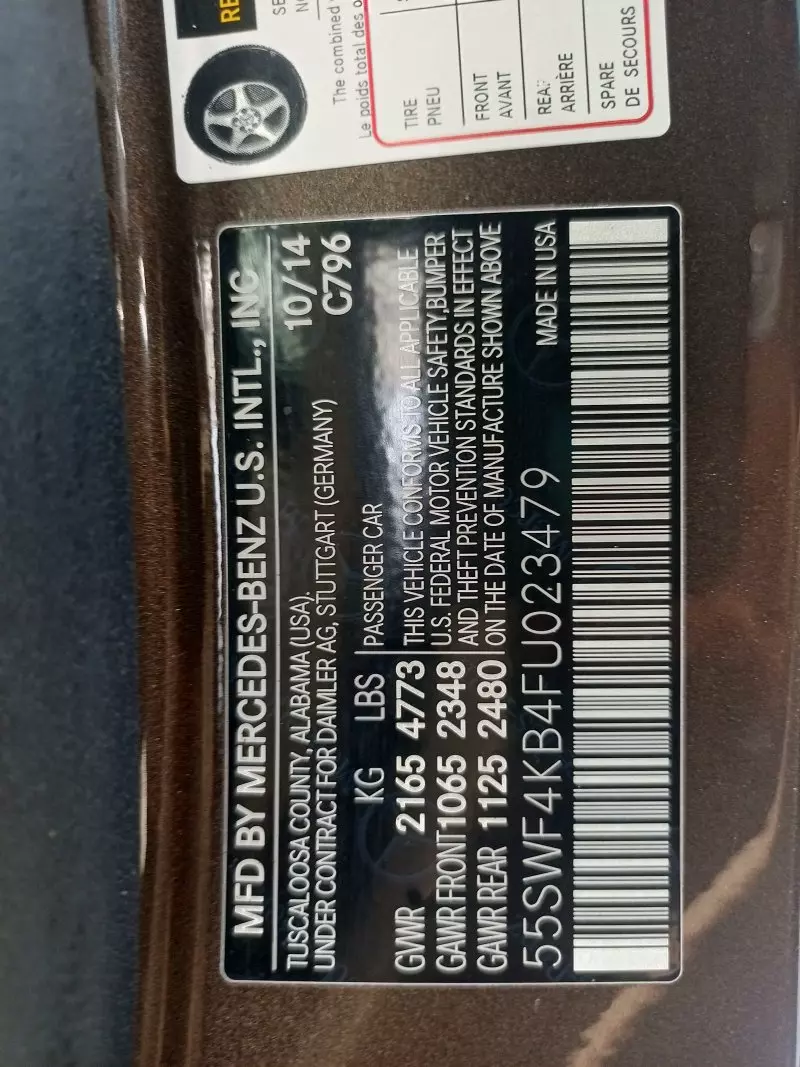 RE
SE
The combined
Le poids total des o
TIRE
PNEU
FRONT
AVANT
REAR
ARRIÈRE
SPARE
DE SECOURS
MFD BY MERCEDES-BENZ U.S. INTL., INC
10/14
TUSCALOOSA COUNTY, ALABAMA (USA).
UNDER CONTRACT FOR DAIMLER AG, STUTTGART (GERMANY)
C796
KG LBS
PASSENGER CAR
GVWR 2165 4773
GAWR FRONT 1065 2348
GAWR REAR 1125 2480
THIS VEHICLE CONFORMS TO ALL APPLICABLE
U.S. FEDERAL MOTOR VEHICLE SAFETY,BUMPER
AND THEFT PREVENTION STANDARDS IN EFFECT
ON THE DATE OF MANUFACTURE SHOWN ABOVE
55SWF4KB4FU023479
MADE IN USA